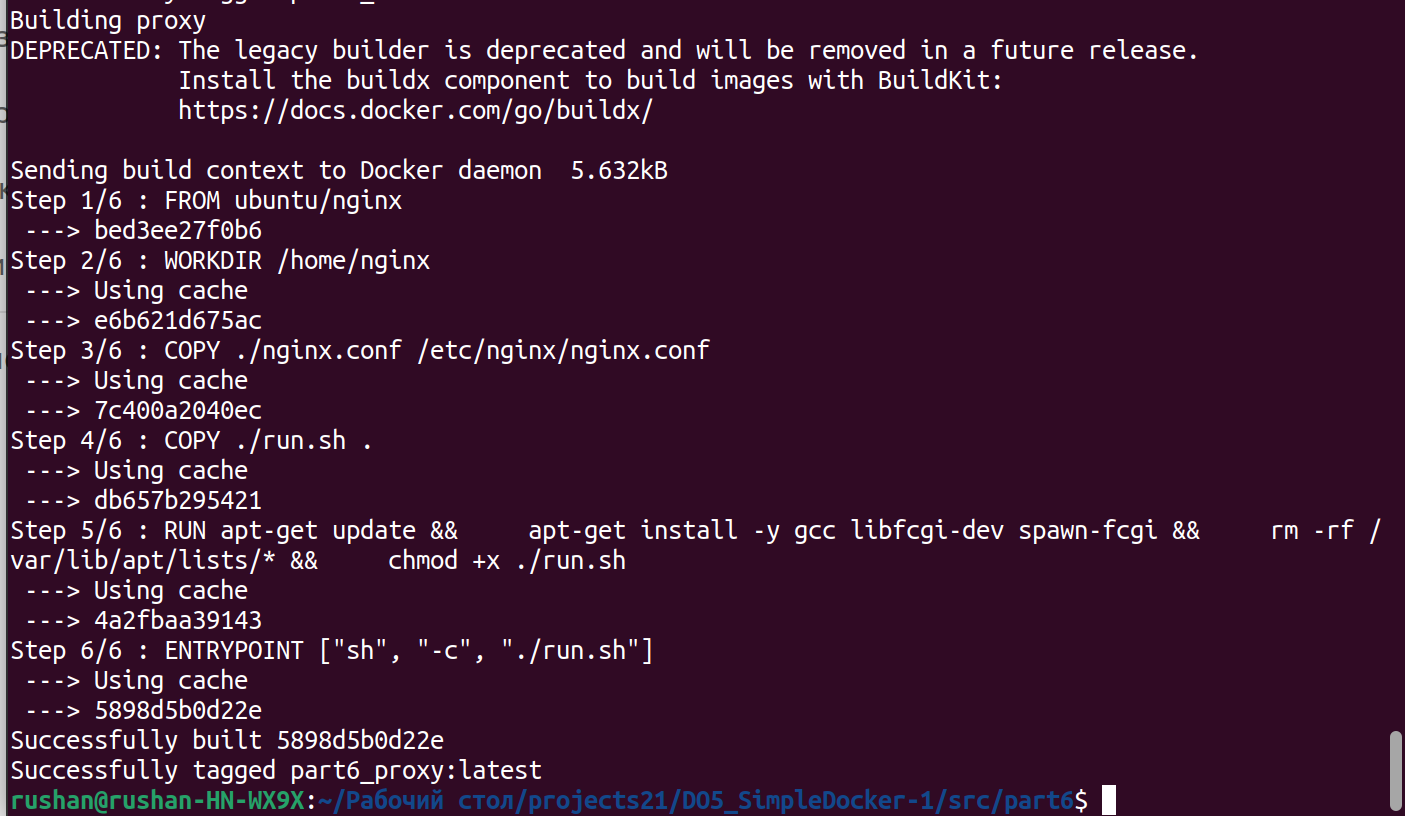 Building proxy
DEPRECATED: The legacy builder is deprecated and will be removed in a future release.
            Install the buildx component to build images with BuildKit:
            https://docs.docker.com/go/buildx/

Sending build context to Docker daemon  5.632kB
Step 1/6 : FROM ubuntu/nginx
 ---> bed3ee27f0b6
Step 2/6 : WORKDIR /home/nginx
 ---> Using cache
 ---> e6b621d675ac
Step 3/6 : COPY ./nginx.conf /etc/nginx/nginx.conf
 ---> Using cache
 ---> 7c400a2040ec
Step 4/6 : COPY ./run.sh .
 ---> Using cache
 ---> db657b295421
Step 5/6 : RUN apt-get update &&     apt-get install -y gcc libfcgi-dev spawn-fcgi &&     rm -rf /
var/lib/apt/lists/* &&     chmod +x ./run.sh
 ---> Using cache
 ---> 4a2fbaa39143
Step 6/6 : ENTRYPOINT ["sh", "-c", "./run.sh"]
 ---> Using cache
 ---> 5898d5b0d22e
Successfully built 5898d5b0d22e
Successfully tagged part6_proxy:latest
rushan@rushan-HN-WX9X:~/Рабочий стол/projects21/DO5_SimpleDocker-1/src/part6$